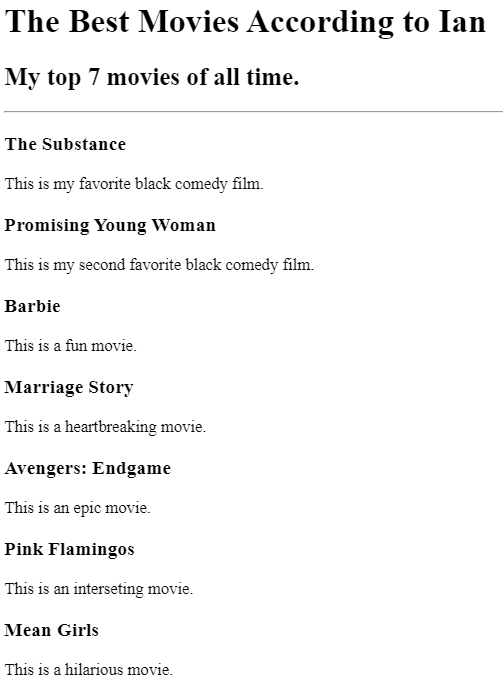 The Best Movies According to Ian
My top 7 movies of all time.
The Substance
This is my favorite black comedy film.
Promising Young Woman
This is my second favorite black comedy film.
Barbie
This is a fun movie.
Marriage Story
This is a heartbreaking movie.
Avengers: Endgame
This is an epic movie.
Pink Flamingos
This is an interseting movie.
Mean Girls
This is a hilarious movie.